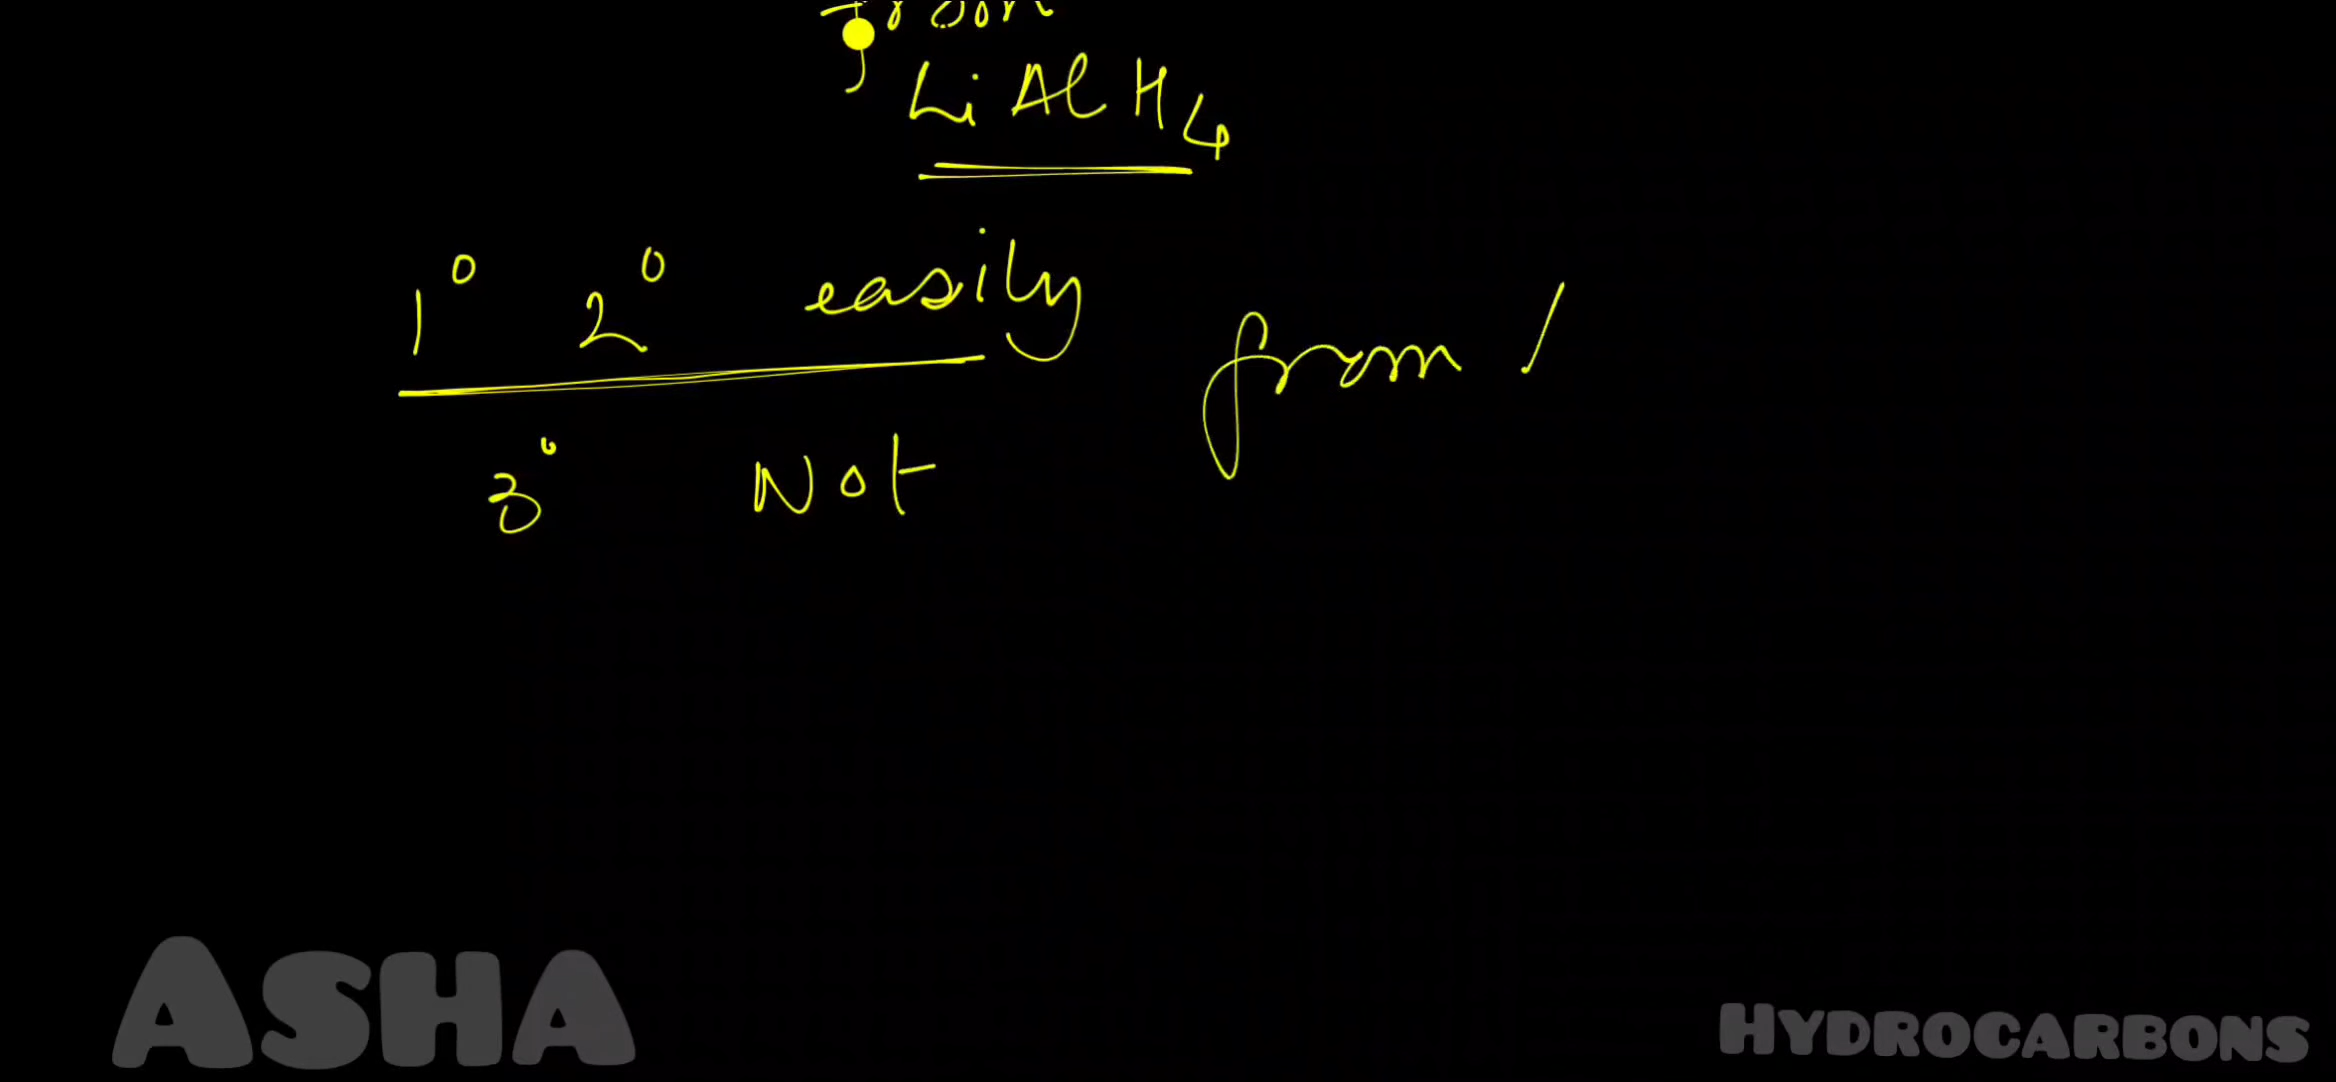 LiAlH4
1° 2° easily from 1
3° Not
ASHA
HYDROCARBONS